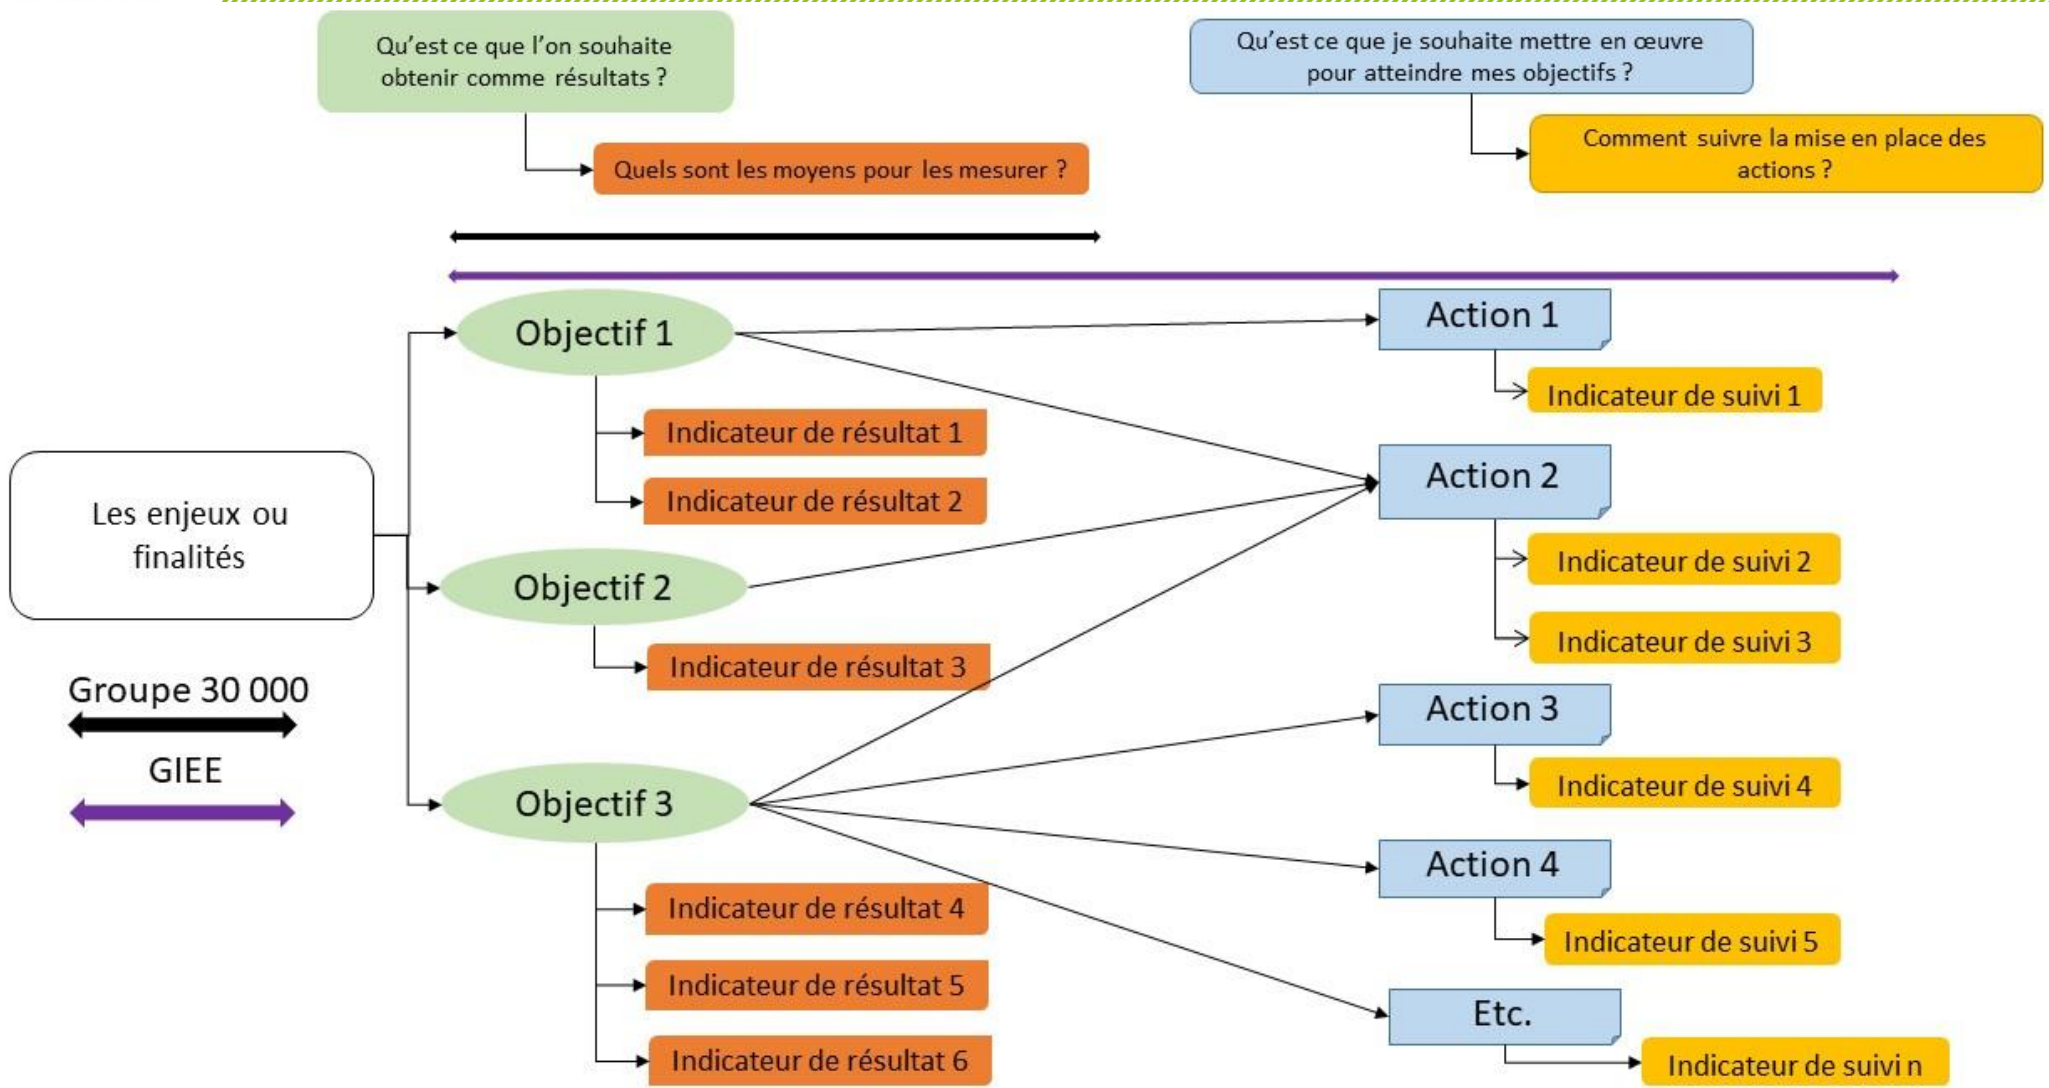 Qu’est ce que l’on souhaite
obtenir comme résultats ?
Quels sont les moyens pour les mesurer ?
Qu’est ce que je souhaite mettre en œuvre
pour atteindre mes objectifs ?
Comment suivre la mise en place des
actions ?
Les enjeux ou
finalités
Groupe 30 000
GIEE
Objectif 1
Indicateur de résultat 1
Indicateur de résultat 2
Objectif 2
Indicateur de résultat 3
Objectif 3
Indicateur de résultat 4
Indicateur de résultat 5
Indicateur de résultat 6
Action 1
Indicateur de suivi 1
Action 2
Indicateur de suivi 2
Indicateur de suivi 3
Action 3
Indicateur de suivi 4
Action 4
Indicateur de suivi 5
Etc.
Indicateur de suivi n